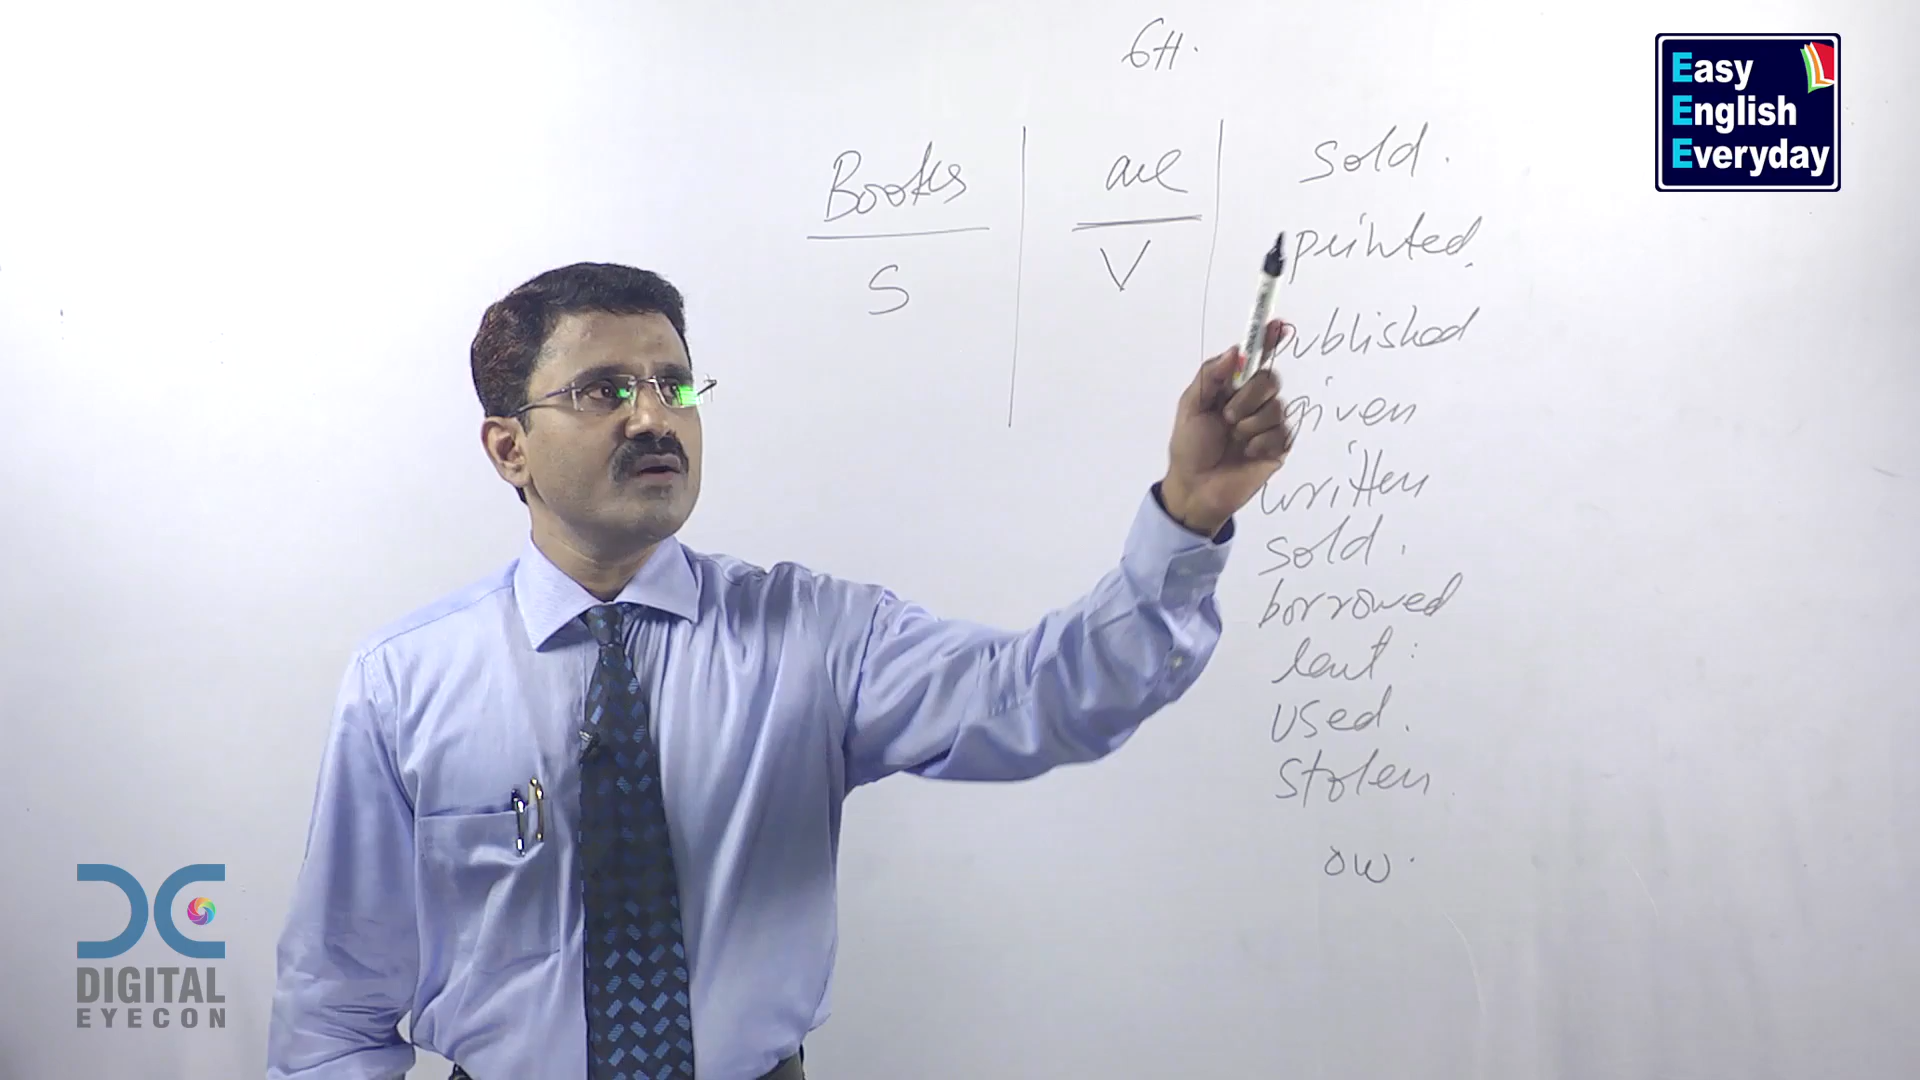 6H.
Books | are | sold.
S V
printed.
published
given
written
sold.
borrowed
lent
used.
stolen
ow.
Easy
English
Everyday
DC
DIGITAL
EYECON